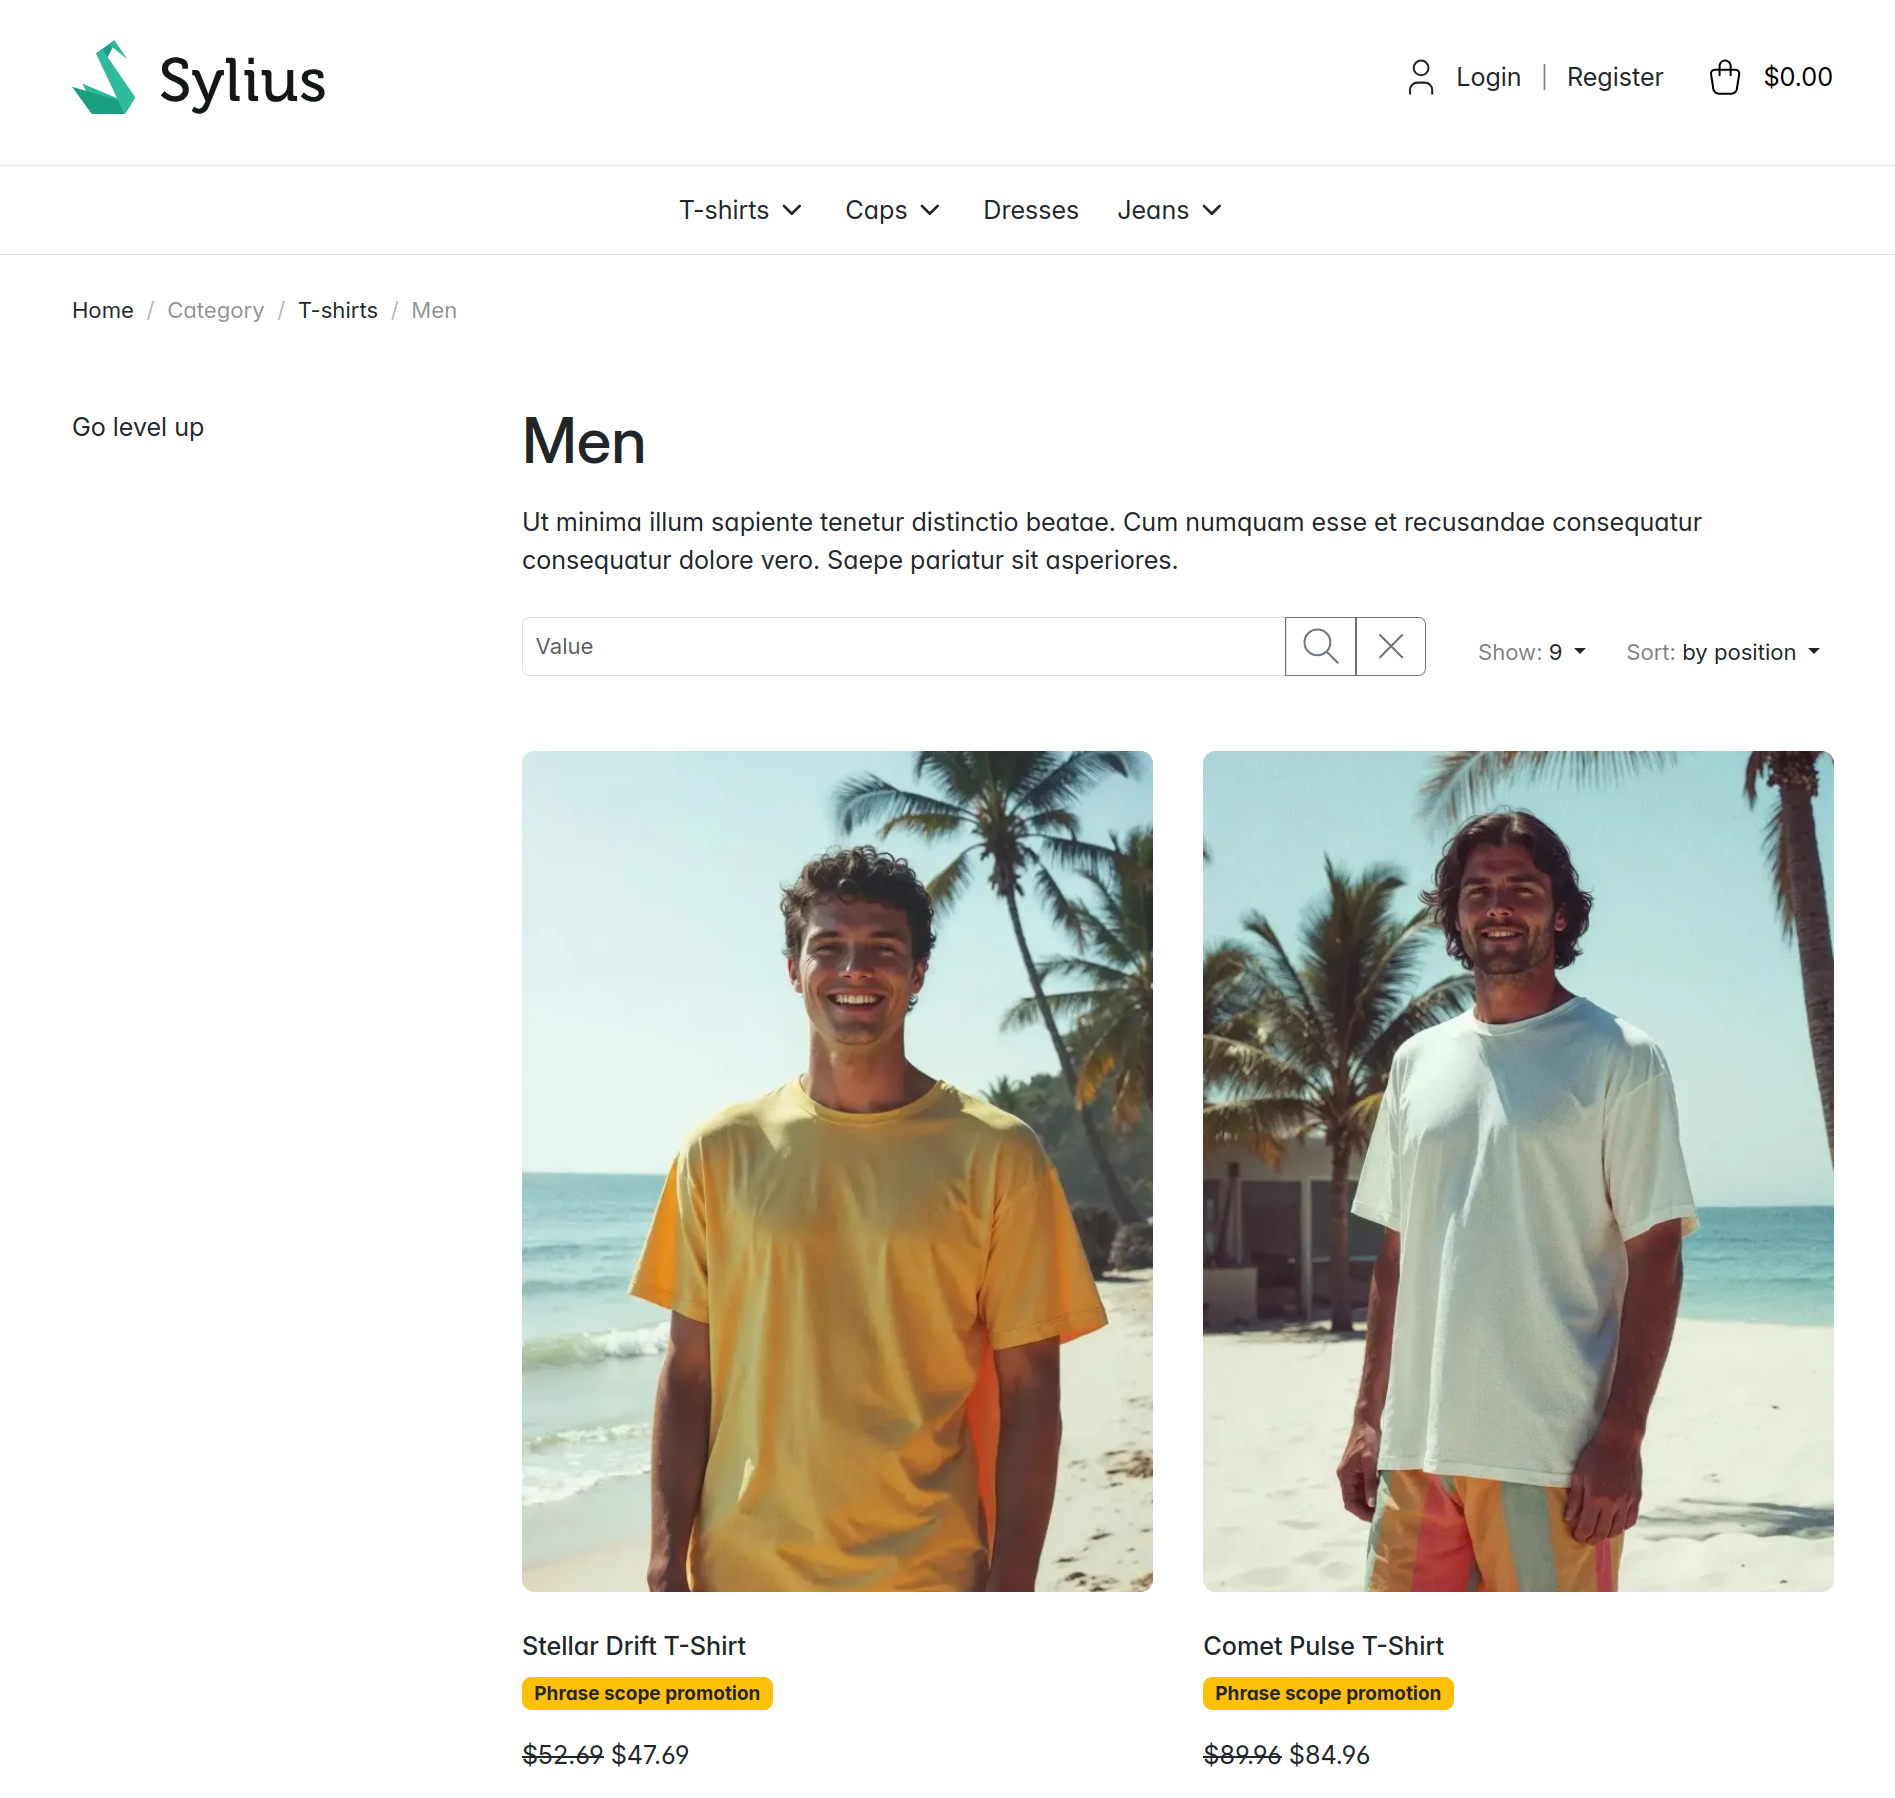 Sylius
Login | Register $0.00
T-shirts Caps Dresses Jeans
Home / Category / T-shirts / Men
Go level up
Men
Ut minima illum sapiente tenetur distinctio beatae. Cum numquam esse et recusandae consequatur
consequatur dolore vero. Saepe pariatur sit asperiores.
Value
Show: 9 Sort: by position
Stellar Drift T-Shirt
Phrase scope promotion
$52.69 $47.69
Comet Pulse T-Shirt
Phrase scope promotion
$89.96 $84.96